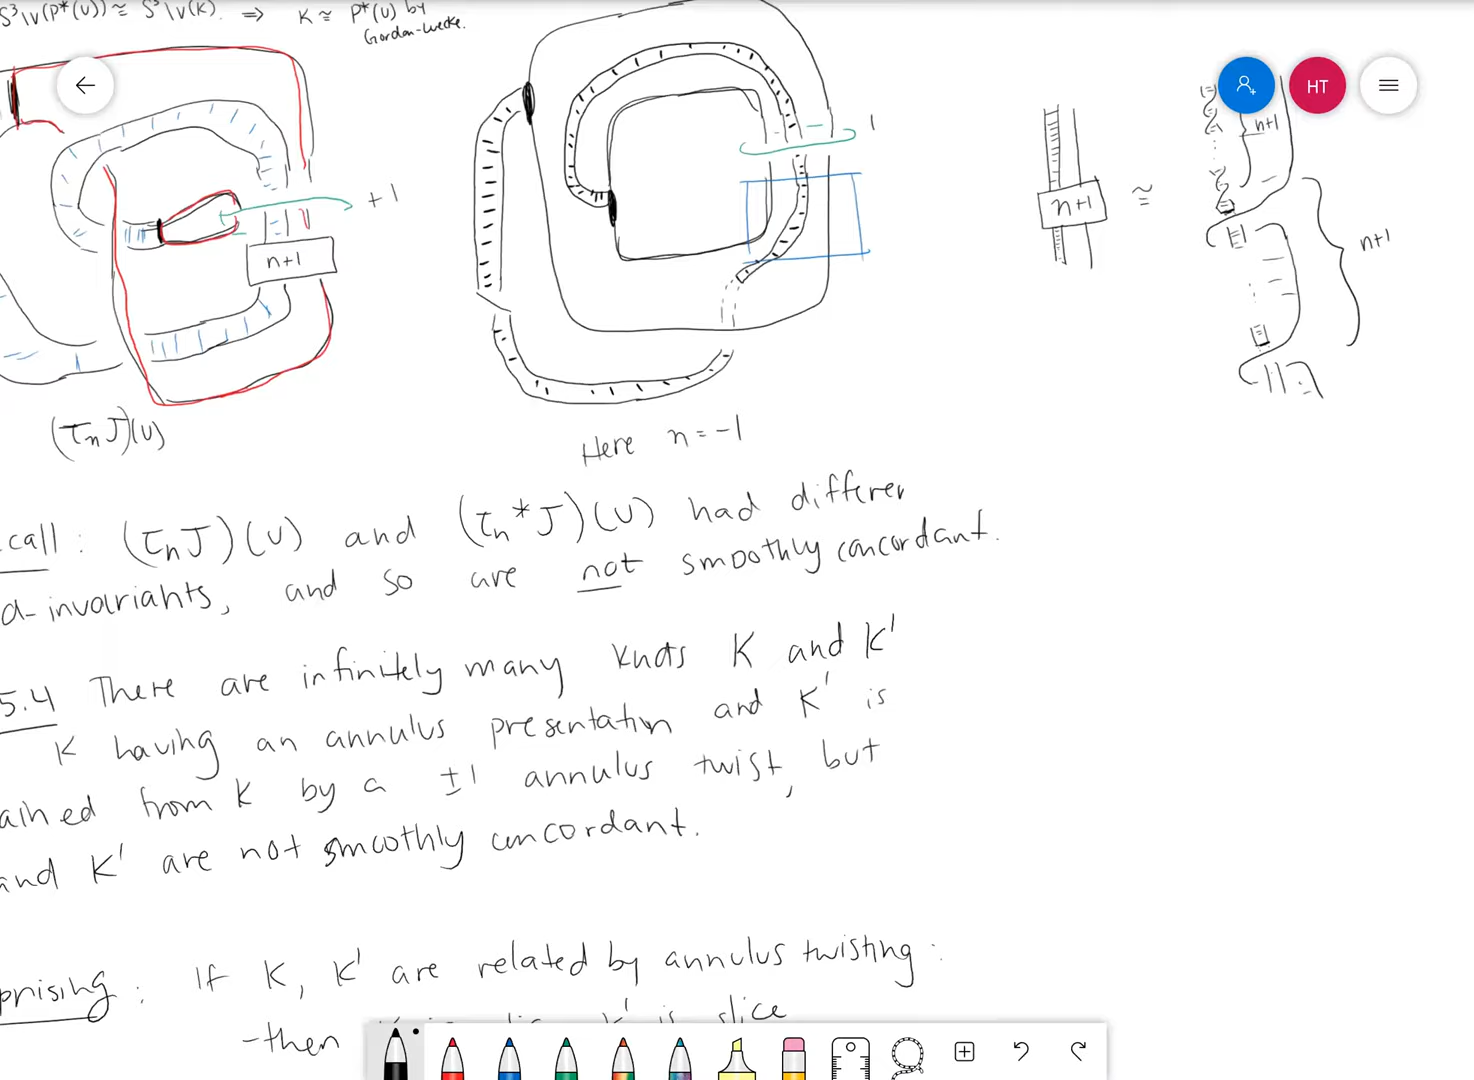 S³\ν(P*(U)) ≅ S³\ν(K). ⇒ K ≅ P*(U) by
Gordon-Luecke.
HT
+1
n+1
(τₙJ)(U)
1
Here n = -1
n+1
≅
n+1
n+1
call: (τₙJ)(U) and (τₙ*J)(U) had differen
d-invariants, and so are not smoothly concordant.
5.4 There are infinitely many knots K and K'
K having an annulus presentation and K' is
ained from K by a ±1 annulus twist, but
and K' are not smoothly concordant.
prising: If K, K' are related by annulus twisting:
-then K' is slice